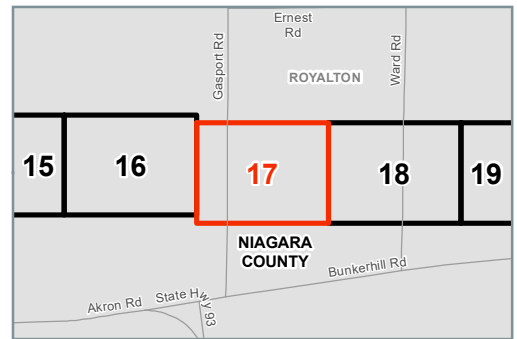 Ernest
Rd
Gasport Rd
Ward Rd
ROYALTON
15
16
17
18
19
NIAGARA
COUNTY
Bunkerhill Rd
Akron Rd
State Hwy 93